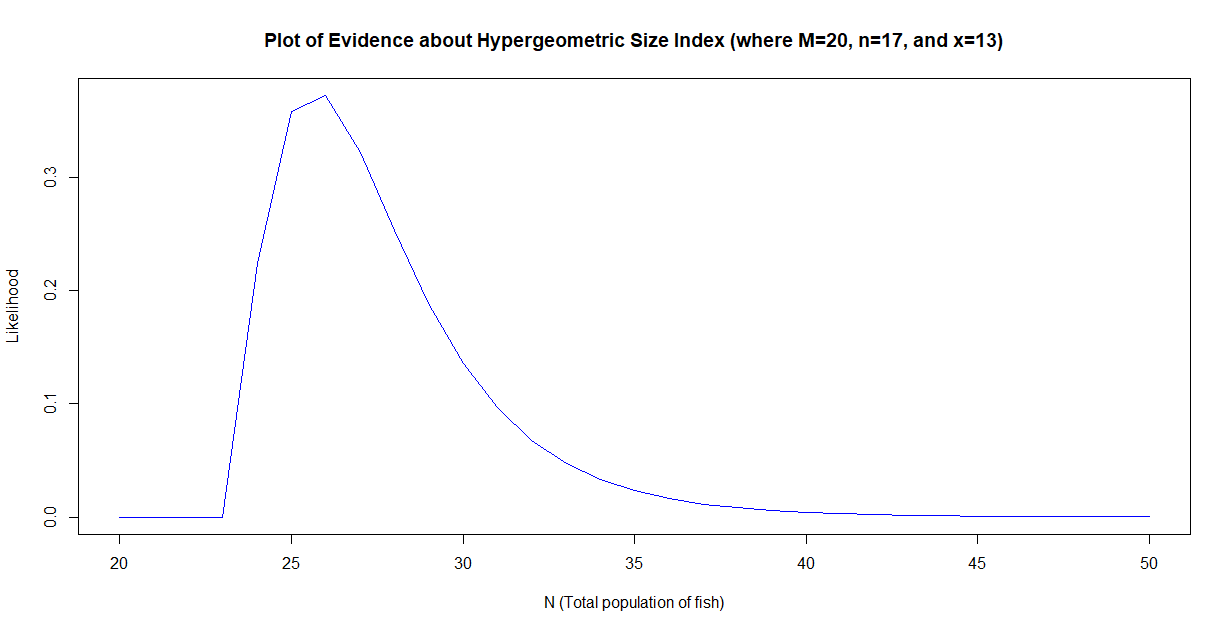 Plot of Evidence about Hypergeometric Size Index (where M=20, n=17, and x=13)
Likelihood
0.3
0.2
0.1
0.0
20 25 30 35 40 45 50
N (Total population of fish)